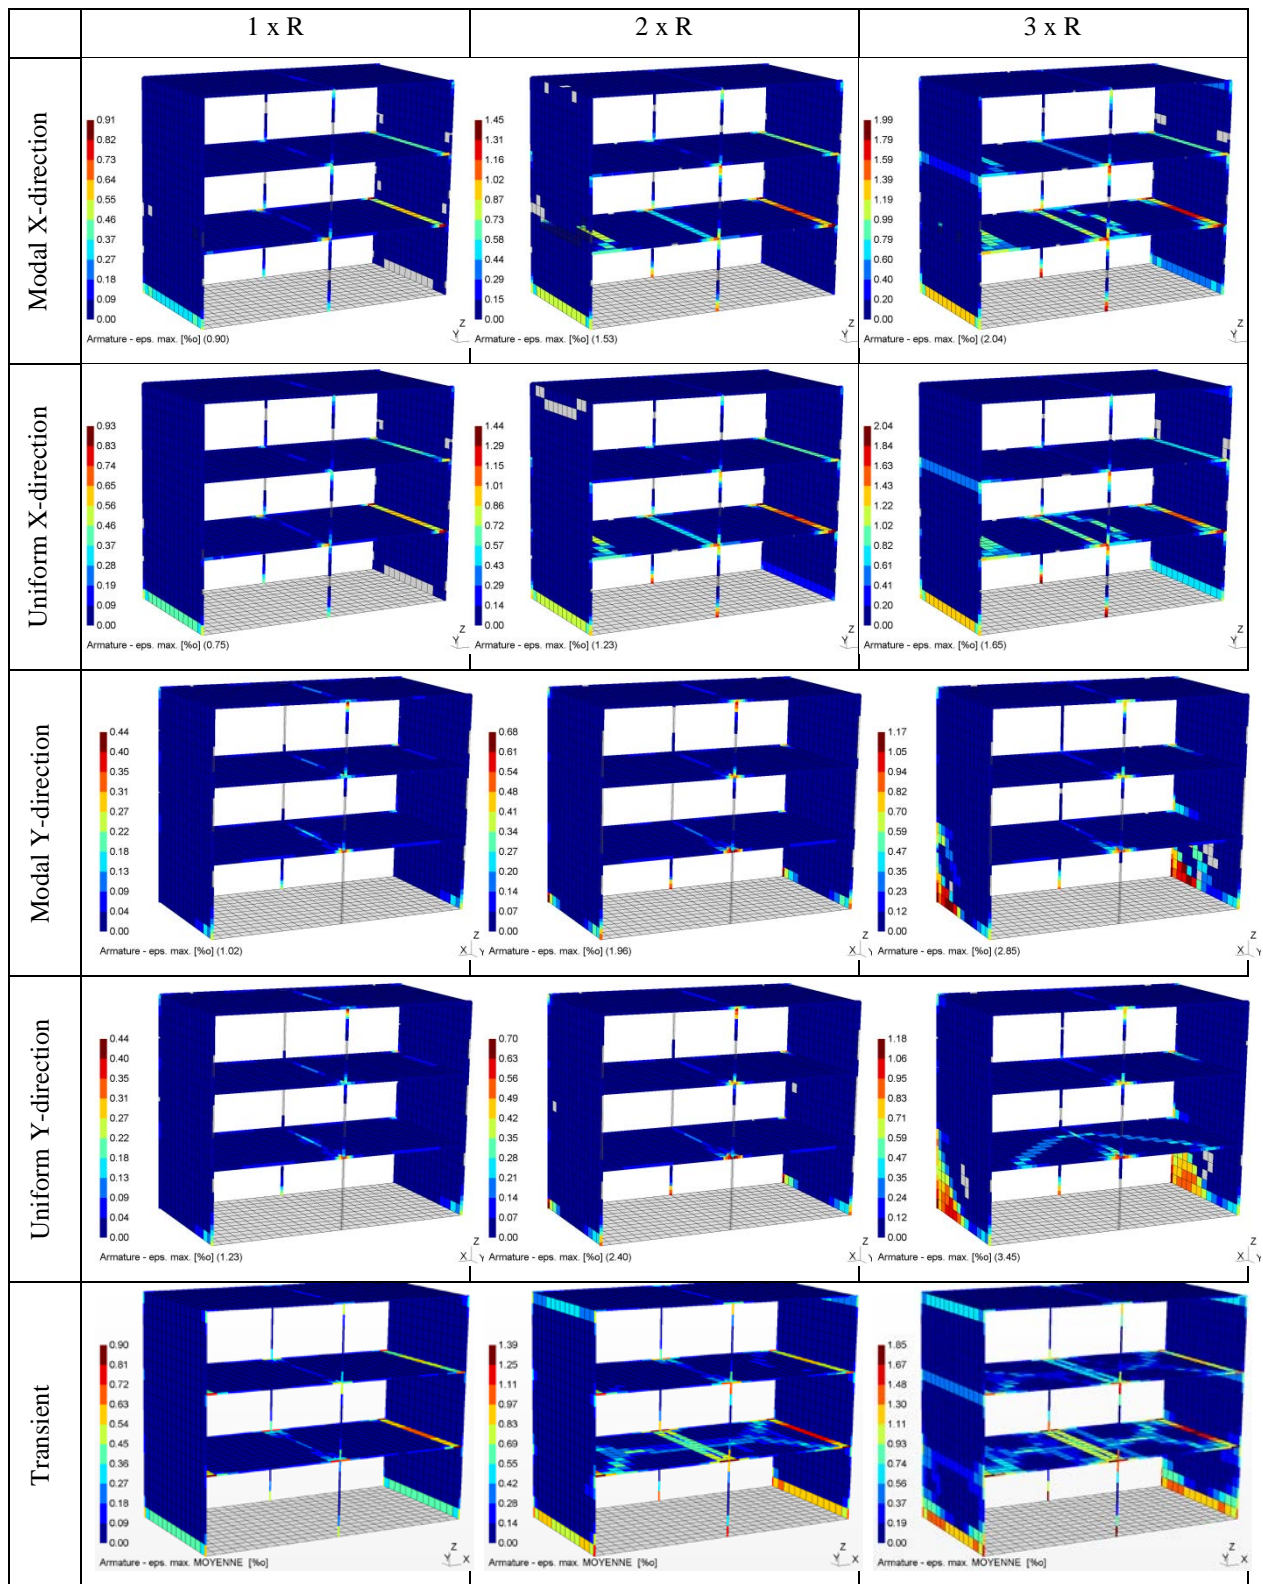 1 x R 2 x R 3 x R
Modal X-direction
0.91 0.82 0.73 0.64 0.55 0.46 0.37 0.27 0.18 0.09 0.00
Armature - eps. max. [%o] (0.90)
Z
Y
1.45 1.31 1.16 1.02 0.87 0.73 0.58 0.44 0.29 0.15 0.00
Armature - eps. max. [%o] (1.53)
Z
Y
1.99 1.79 1.59 1.39 1.19 0.99 0.79 0.60 0.40 0.20 0.00
Armature - eps. max. [%o] (2.04)
Z
Y
Uniform X-direction
0.93 0.83 0.74 0.65 0.56 0.46 0.37 0.28 0.19 0.09 0.00
Armature - eps. max. [%o] (0.75)
Z
Y
1.44 1.29 1.15 1.01 0.86 0.72 0.57 0.43 0.29 0.14 0.00
Armature - eps. max. [%o] (1.23)
Z
Y
2.04 1.84 1.63 1.43 1.22 1.02 0.82 0.61 0.41 0.20 0.00
Armature - eps. max. [%o] (1.65)
Z
Y
Modal Y-direction
0.44 0.40 0.35 0.31 0.27 0.22 0.18 0.13 0.09 0.04 0.00
Armature - eps. max. [%o] (1.02)
Z
X Y
0.68 0.61 0.54 0.48 0.41 0.34 0.27 0.20 0.14 0.07 0.00
Armature - eps. max. [%o] (1.96)
Z
X Y
1.17 1.05 0.94 0.82 0.70 0.59 0.47 0.35 0.23 0.12 0.00
Armature - eps. max. [%o] (2.85)
Z
X Y
Uniform Y-direction
0.44 0.40 0.35 0.31 0.27 0.22 0.18 0.13 0.09 0.04 0.00
Armature - eps. max. [%o] (1.23)
Z
X Y
0.70 0.63 0.56 0.49 0.42 0.35 0.28 0.21 0.14 0.07 0.00
Armature - eps. max. [%o] (2.40)
Z
X Y
1.18 1.06 0.95 0.83 0.71 0.59 0.47 0.35 0.24 0.12 0.00
Armature - eps. max. [%o] (3.45)
Z
X Y
Transient
0.90 0.81 0.72 0.63 0.54 0.45 0.36 0.27 0.18 0.09 0.00
Armature - eps. max. MOYENNE [%o]
Z
Y X
1.39 1.25 1.11 0.97 0.83 0.69 0.55 0.42 0.28 0.14 0.00
Armature - eps. max. MOYENNE [%o]
Z
Y X
1.85 1.67 1.48 1.30 1.11 0.93 0.74 0.56 0.37 0.19 0.00
Armature - eps. max. MOYENNE [%o]
Z
Y X